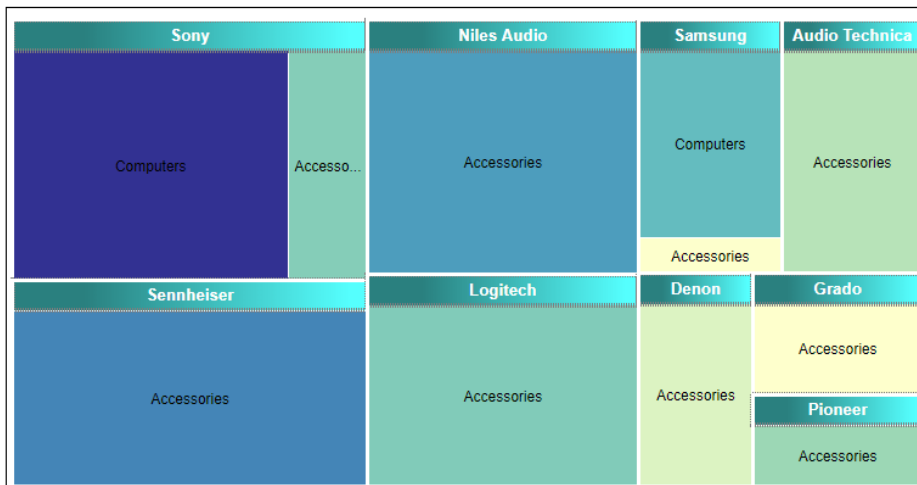 Sony
Niles Audio
Samsung
Audio Technica
Computers
Accesso...
Accessories
Computers
Accessories
Accessories
Sennheiser
Logitech
Denon
Grado
Accessories
Accessories
Accessories
Accessories
Pioneer
Accessories